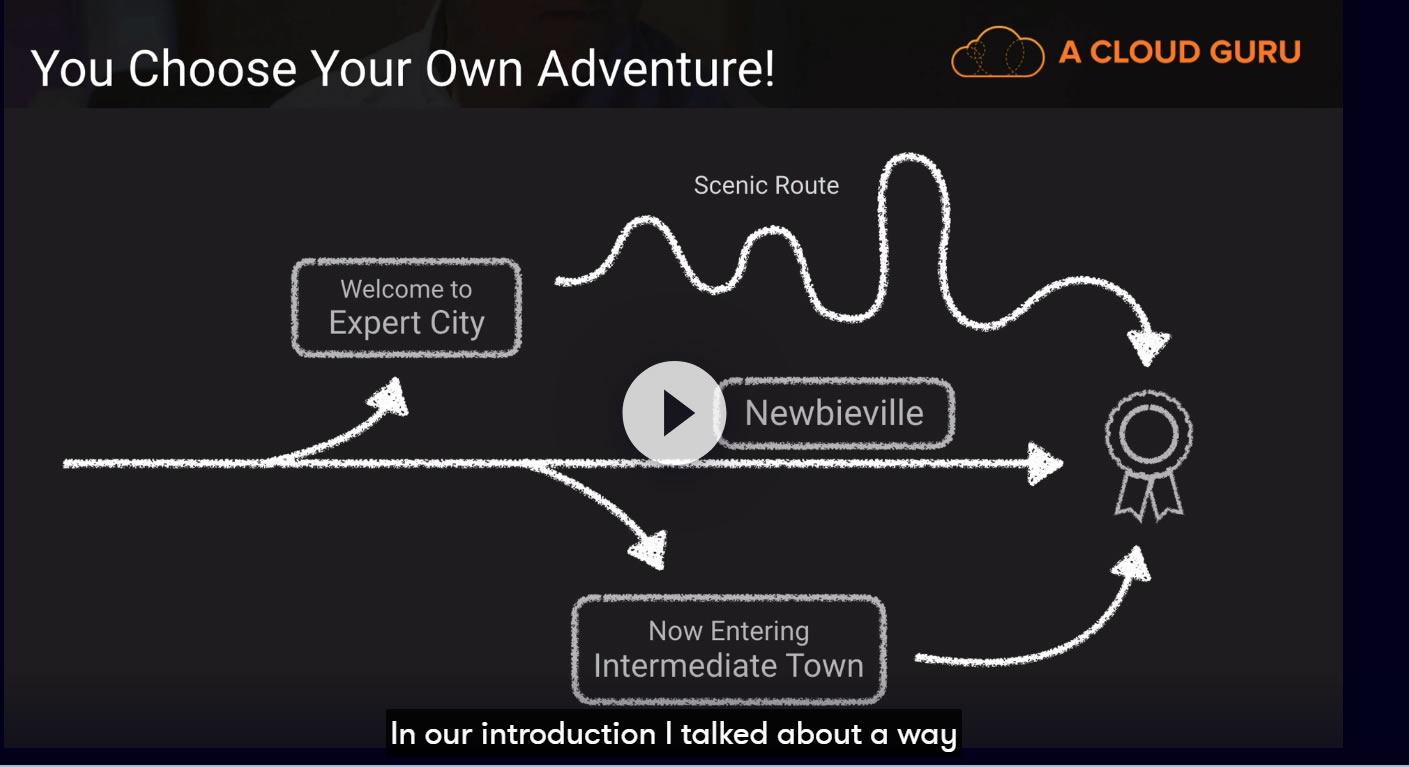 You Choose Your Own Adventure!
A CLOUD GURU
Scenic Route
Welcome to
Expert City
Newbieville
Now Entering
Intermediate Town
In our introduction I talked about a way